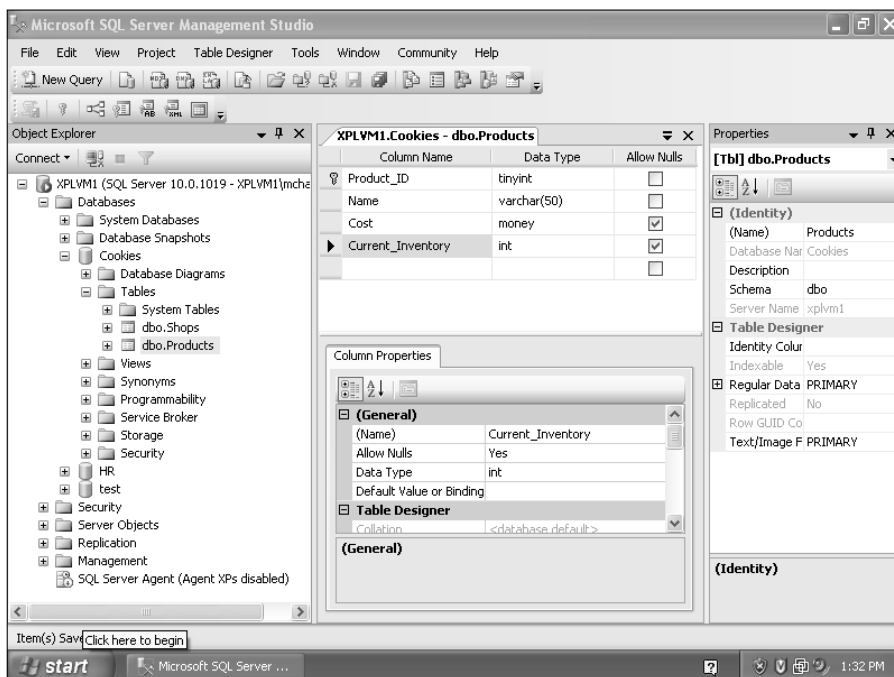 Microsoft SQL Server Management Studio
File Edit View Project Table Designer Tools Window Community Help
New Query
Object Explorer
Connect
XPLVM1 (SQL Server 10.0.1019 - XPLVM1\mcha
Databases
System Databases
Database Snapshots
Cookies
Database Diagrams
Tables
System Tables
dbo.Shops
dbo.Products
Views
Synonyms
Programmability
Service Broker
Storage
Security
HR
test
Security
Server Objects
Replication
Management
SQL Server Agent (Agent XPs disabled)
XPLVM1.Cookies - dbo.Products
Column Name Data Type Allow Nulls
Product_ID tinyint
Name varchar(50)
Cost money
Current_Inventory int
Column Properties
(General)
(Name) Current_Inventory
Allow Nulls Yes
Data Type int
Default Value or Binding
Table Designer
Collation <database default>
(General)
Properties
[Tbl] dbo.Products
(Identity)
(Name) Products
Database Nar Cookies
Description
Schema dbo
Server Name xplvm1
Table Designer
Identity Colur
Indexable Yes
Regular Data PRIMARY
Replicated No
Row GUID Co
Text/Image F PRIMARY
(Identity)
Item(s) Save
Click here to begin
start Microsoft SQL Server ... 1:32 PM